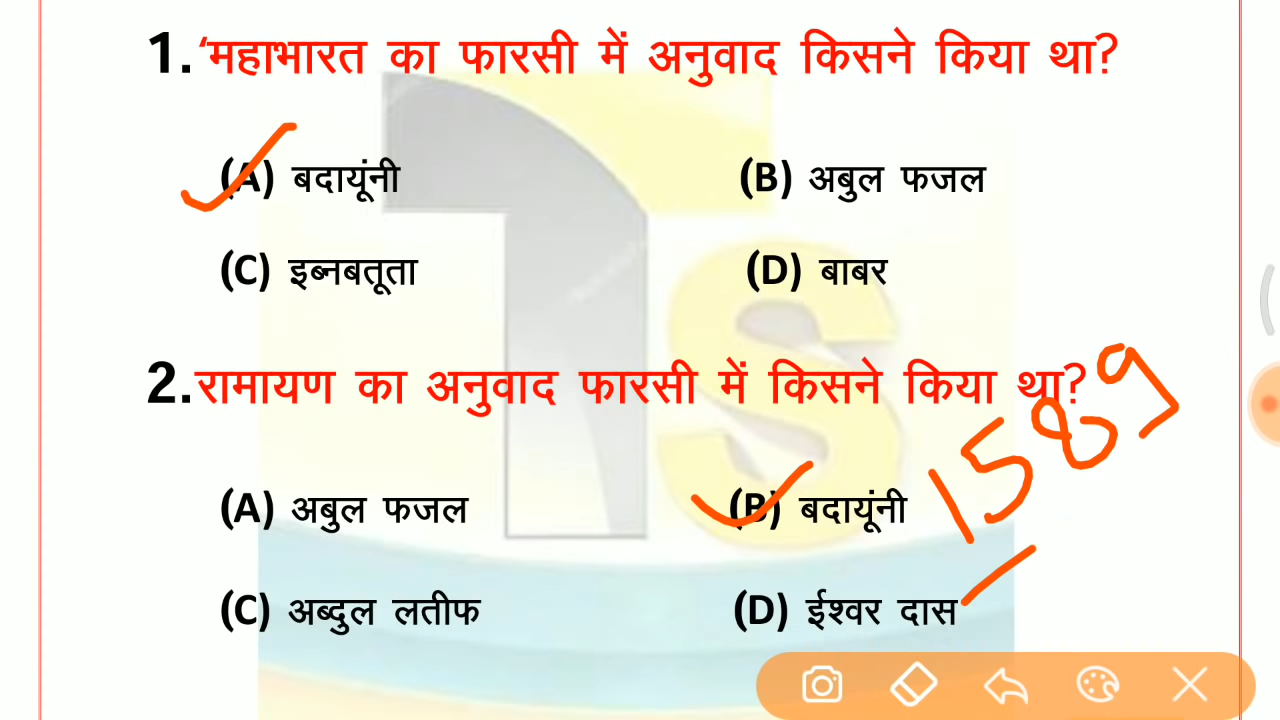 1. ‘महाभारत का फारसी में अनुवाद किसने किया था?
(A) बदायूंनी (B) अबुल फजल
(C) इब्नबतूता (D) बाबर
2. रामायण का अनुवाद फारसी में किसने किया था?
1589
(A) अबुल फजल (B) बदायूंनी
(C) अब्दुल लतीफ (D) ईश्वर दास